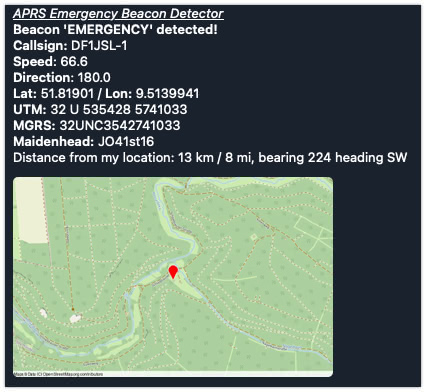 APRS Emergency Beacon Detector
Beacon 'EMERGENCY' detected!
Callsign: DF1JSL-1
Speed: 66.6
Direction: 180.0
Lat: 51.81901 / Lon: 9.5139941
UTM: 32 U 535428 5741033
MGRS: 32UNC3542741033
Maidenhead: JO41st16
Distance from my location: 13 km / 8 mi, bearing 224 heading SW
Maps & Data (C) OpenStreetMap.org contributors